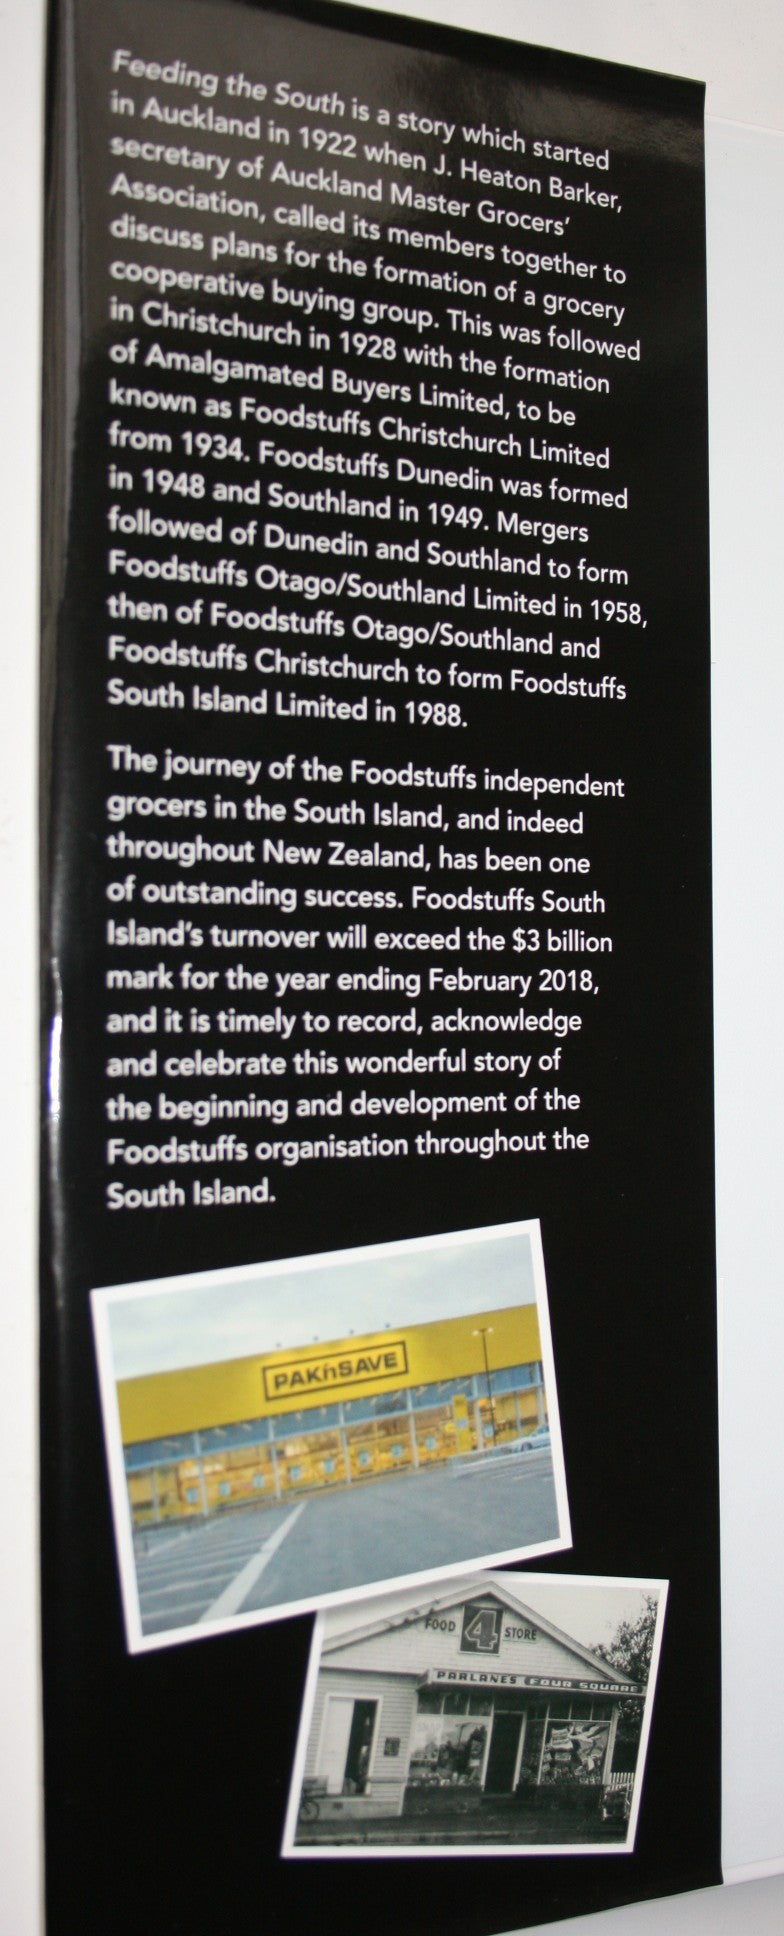 Feeding the South is a story which started
in Auckland in 1922 when J. Heaton Barker,
secretary of Auckland Master Grocers'
Association, called its members together to
discuss plans for the formation of a grocery
cooperative buying group. This was followed
in Christchurch in 1928 with the formation
of Amalgamated Buyers Limited, to be
known as Foodstuffs Christchurch Limited
from 1934. Foodstuffs Dunedin was formed
in 1948 and Southland in 1949. Mergers
followed of Dunedin and Southland to form
Foodstuffs Otago/Southland Limited in 1958,
then of Foodstuffs Otago/Southland and
Foodstuffs Christchurch to form Foodstuffs
South Island Limited in 1988.
The journey of the Foodstuffs independent
grocers in the South Island, and indeed
throughout New Zealand, has been one
of outstanding success. Foodstuffs South
Island's turnover will exceed the $3 billion
mark for the year ending February 2018,
and it is timely to record, acknowledge
and celebrate this wonderful story of
the beginning and development of the
Foodstuffs organisation throughout the
South Island.
PAK'nSAVE
FOOD 4 STORE
PARLANE'S FOUR SQUARE